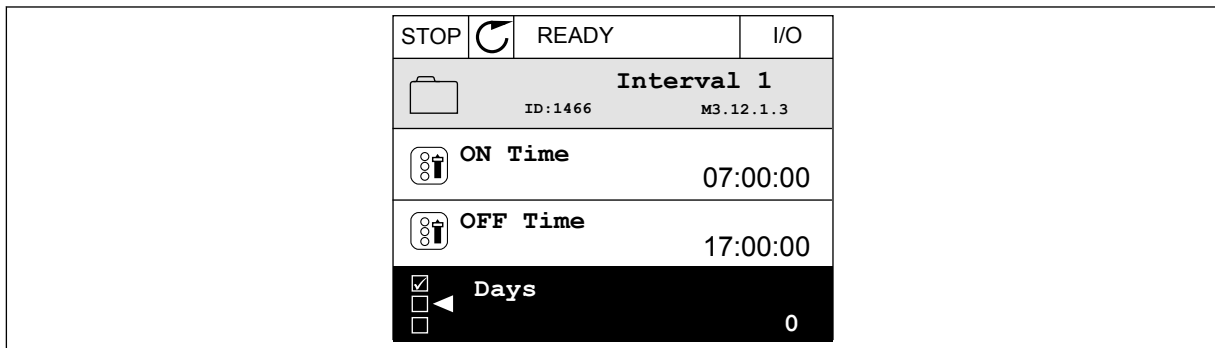 STOP READY I/O
Interval 1
ID:1466 M3.12.1.3
ON Time
07:00:00
OFF Time
17:00:00
Days
0